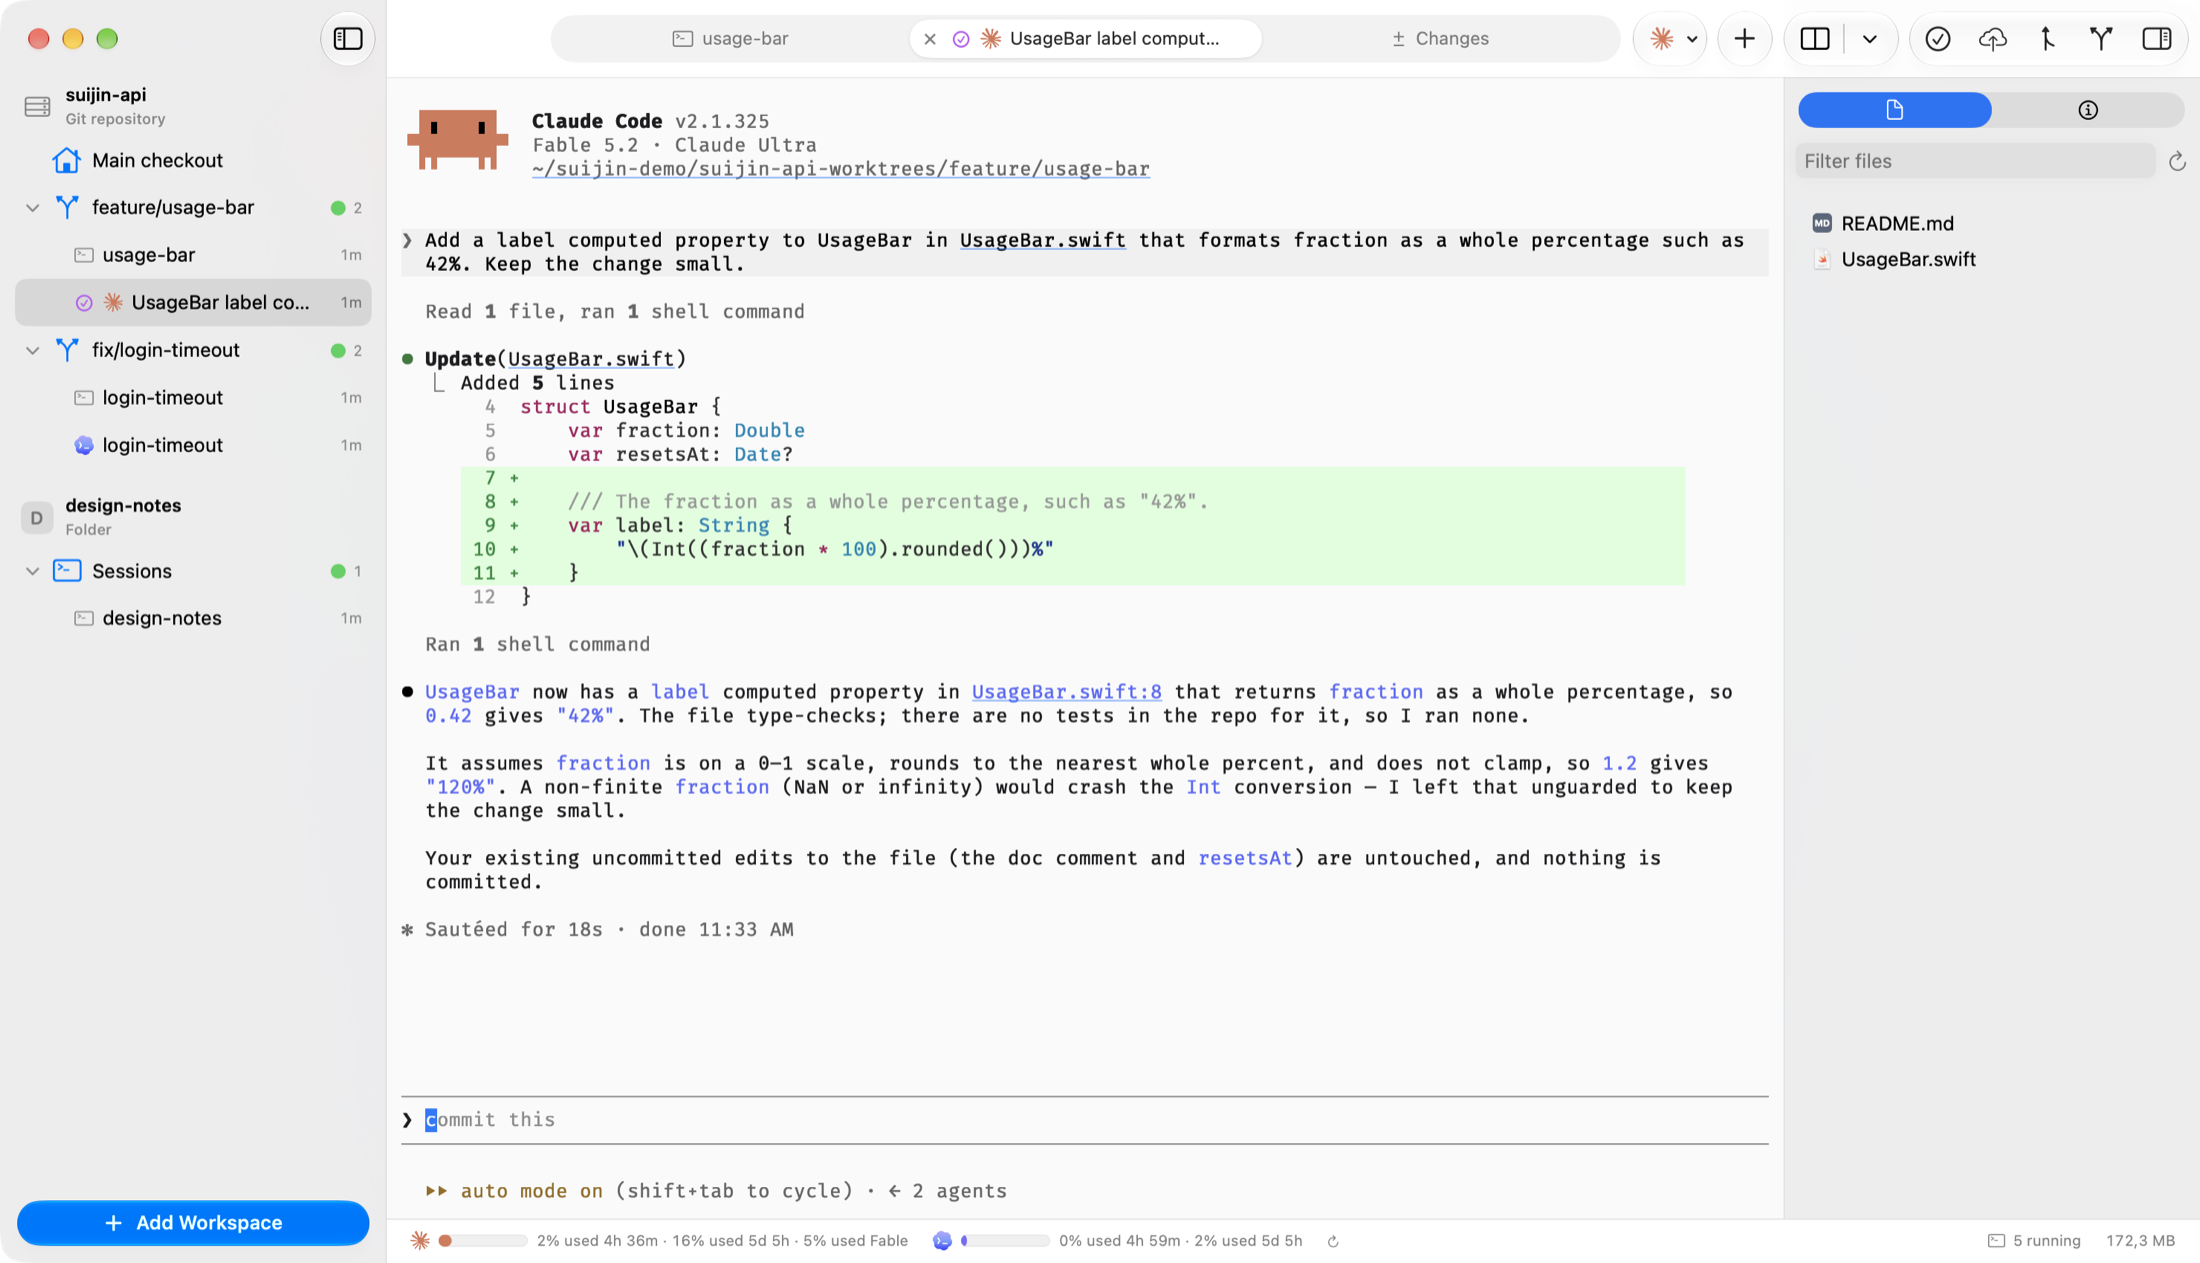 suijin-api
Git repository
Main checkout
feature/usage-bar 2
usage-bar 1m
UsageBar label co... 1m
fix/login-timeout 2
login-timeout 1m
login-timeout 1m
D
design-notes
Folder
Sessions 1
design-notes 1m
+ Add Workspace
usage-bar
UsageBar label comput...
± Changes
Claude Code v2.1.325
Fable 5.2 · Claude Ultra
~/suijin-demo/suijin-api-worktrees/feature/usage-bar
❯ Add a label computed property to UsageBar in UsageBar.swift that formats fraction as a whole percentage such as
42%. Keep the change small.
Read 1 file, ran 1 shell command
● Update(UsageBar.swift)
⎿ Added 5 lines
4 struct UsageBar {
5 var fraction: Double
6 var resetsAt: Date?
7 +
8 + /// The fraction as a whole percentage, such as "42%".
9 + var label: String {
10 + "\(Int((fraction * 100).rounded()))%"
11 + }
12 }
Ran 1 shell command
● UsageBar now has a label computed property in UsageBar.swift:8 that returns fraction as a whole percentage, so
0.42 gives "42%". The file type-checks; there are no tests in the repo for it, so I ran none.
It assumes fraction is on a 0–1 scale, rounds to the nearest whole percent, and does not clamp, so 1.2 gives
"120%". A non-finite fraction (NaN or infinity) would crash the Int conversion — I left that unguarded to keep
the change small.
Your existing uncommitted edits to the file (the doc comment and resetsAt) are untouched, and nothing is
committed.
✻ Sautéed for 18s · done 11:33 AM
❯ commit this
⏵⏵ auto mode on (shift+tab to cycle) · ← 2 agents
2% used 4h 36m · 16% used 5d 5h · 5% used Fable
0% used 4h 59m · 2% used 5d 5h
5 running
172,3 MB
Filter files
MD README.md
UsageBar.swift